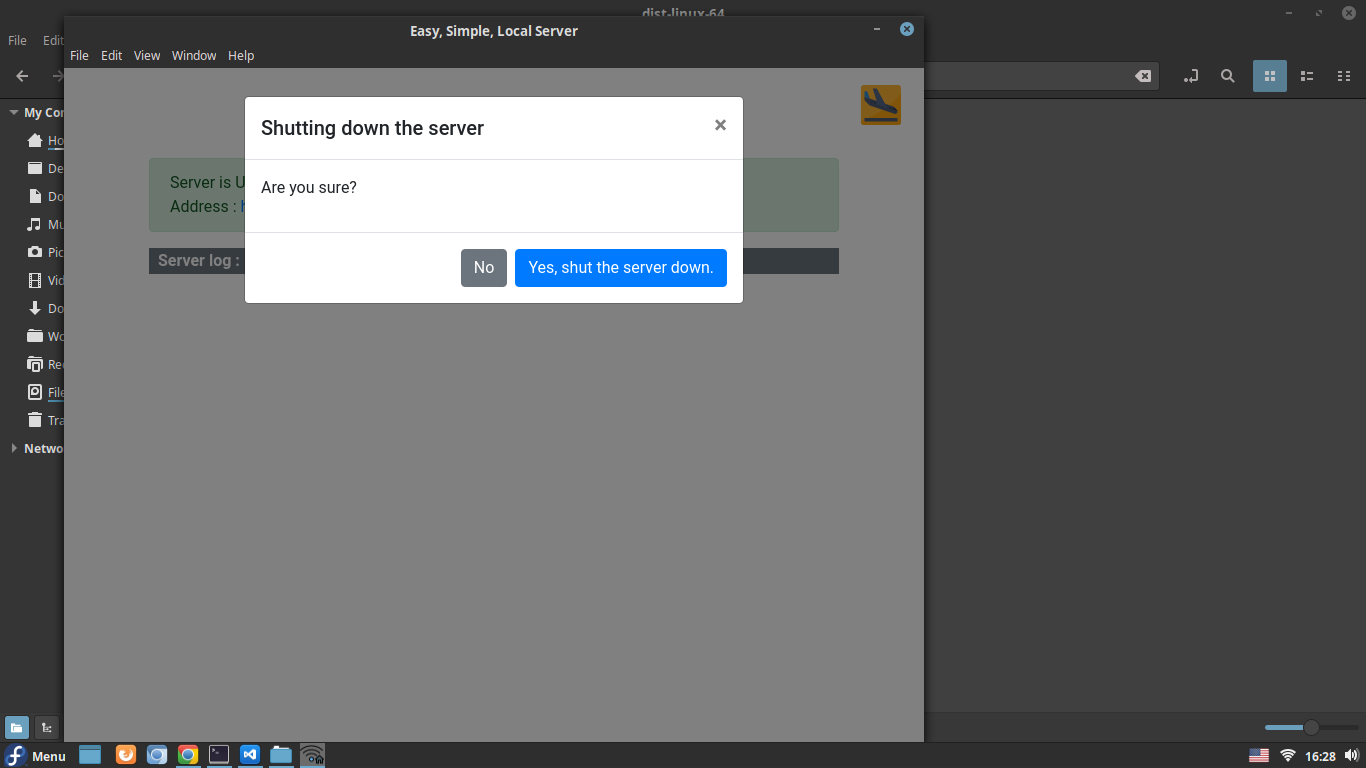 dist-linux-64
Easy, Simple, Local Server
File Edit
File Edit View Window Help
My Co
Shutting down the server ×
Ho
De
Server is U
Are you sure?
Do
Address :
Mu
Pic
Server log :
No
Yes, shut the server down.
Vid
Do
Wo
Re
File
Tra
Netwo
Menu
16:28